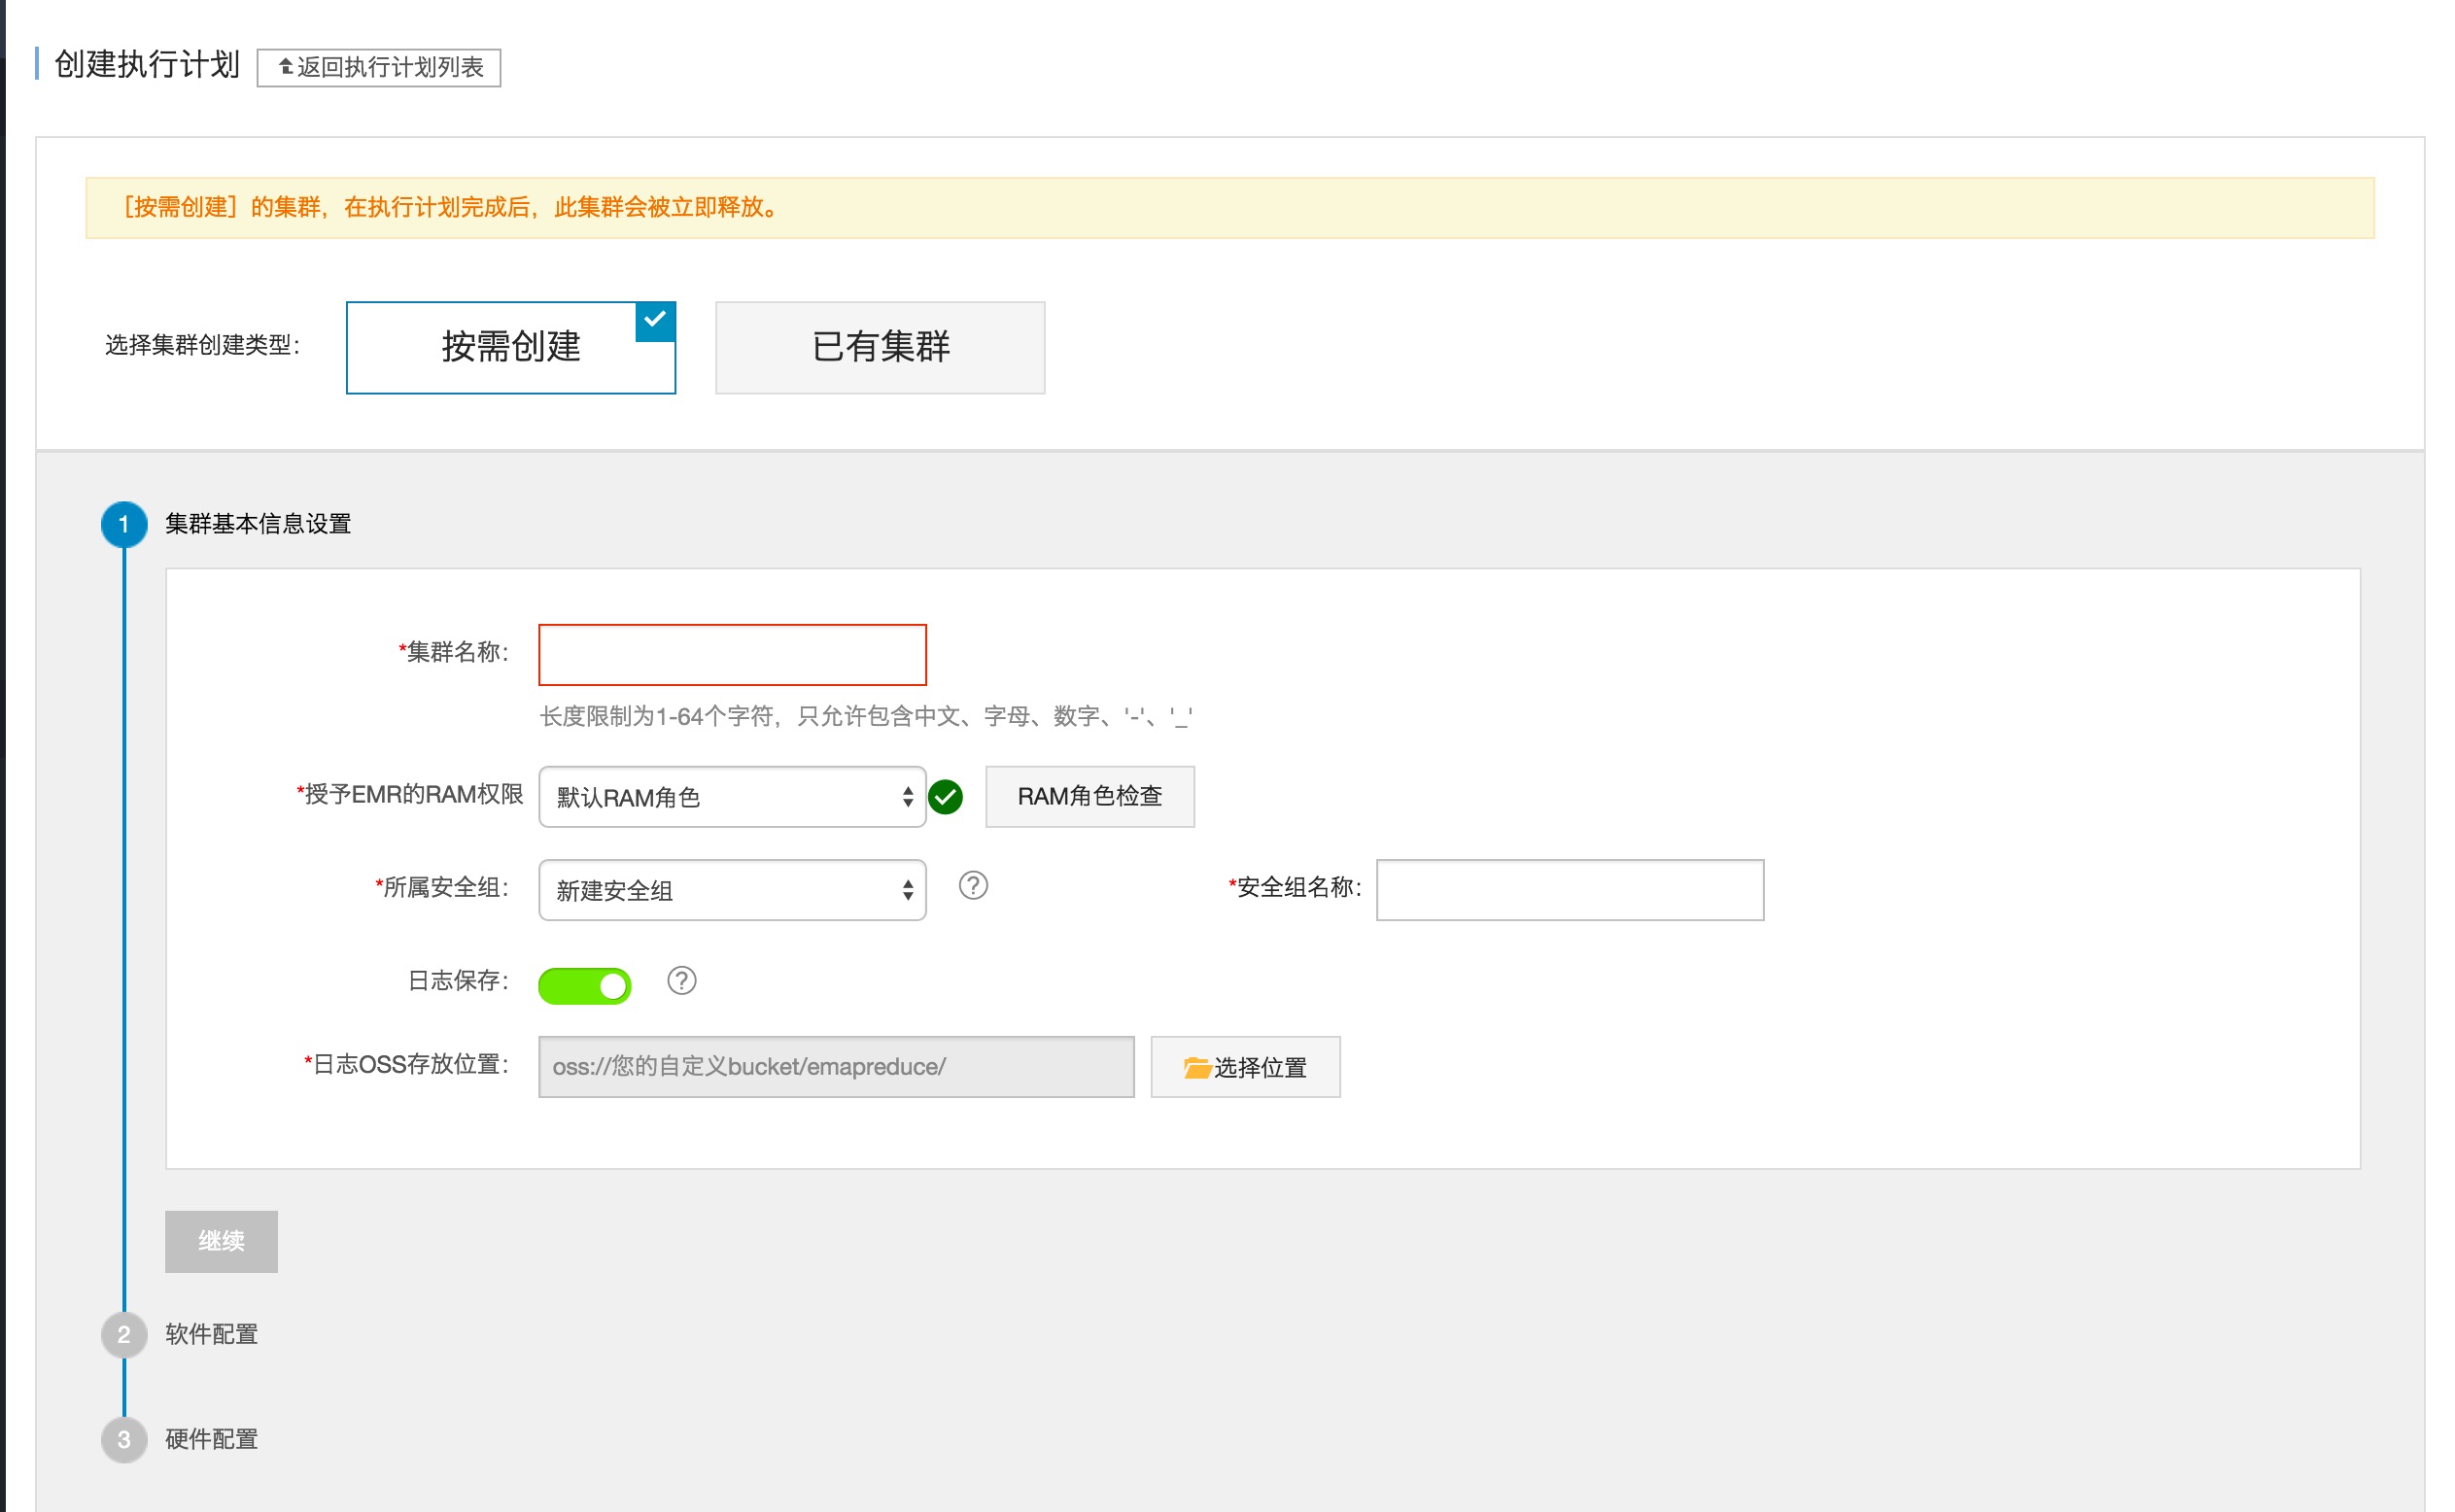 创建执行计划 返回执行计划列表
［按需创建］的集群，在执行计划完成后，此集群会被立即释放。
选择集群创建类型： 按需创建 已有集群
1 集群基本信息设置
*集群名称：
长度限制为1-64个字符，只允许包含中文、字母、数字、'-'、'_'
*授予EMR的RAM权限 默认RAM角色 RAM角色检查
*所属安全组： 新建安全组 ? *安全组名称：
日志保存： ?
*日志OSS存放位置： oss://您的自定义bucket/emapreduce/ 选择位置
继续
2 软件配置
3 硬件配置